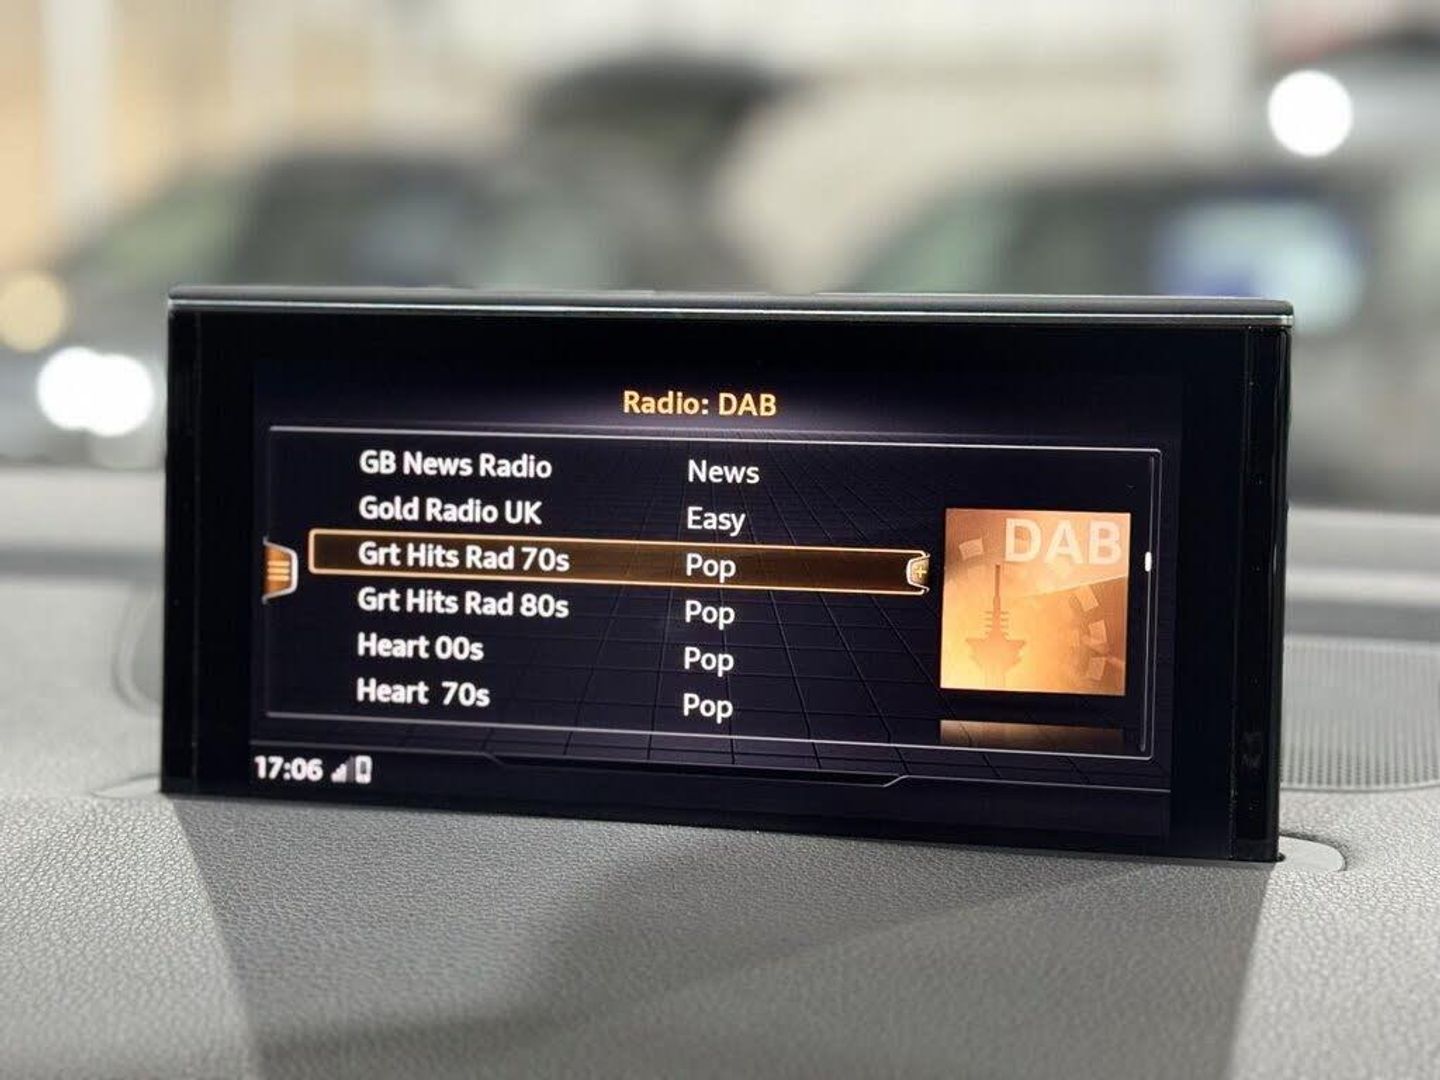 Radio: DAB
GB News Radio News
Gold Radio UK Easy
Grt Hits Rad 70s Pop
Grt Hits Rad 80s Pop
Heart 00s Pop
Heart 70s Pop
DAB
17:06